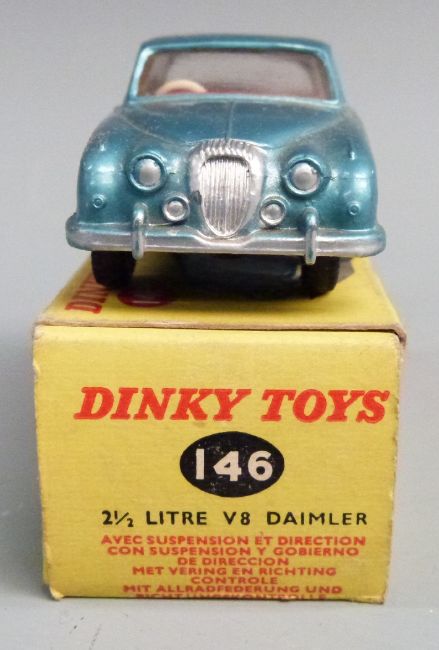 DINKY TOYS
146
2½ LITRE V8 DAIMLER
AVEC SUSPENSION ET DIRECTION
CON SUSPENSION Y GOBIERNO
DE DIRECCION
MET VERING EN RICHTING
CONTROLE
MIT ALLRADFEDERUNG UND
RICHTUNGSKONTROLLE